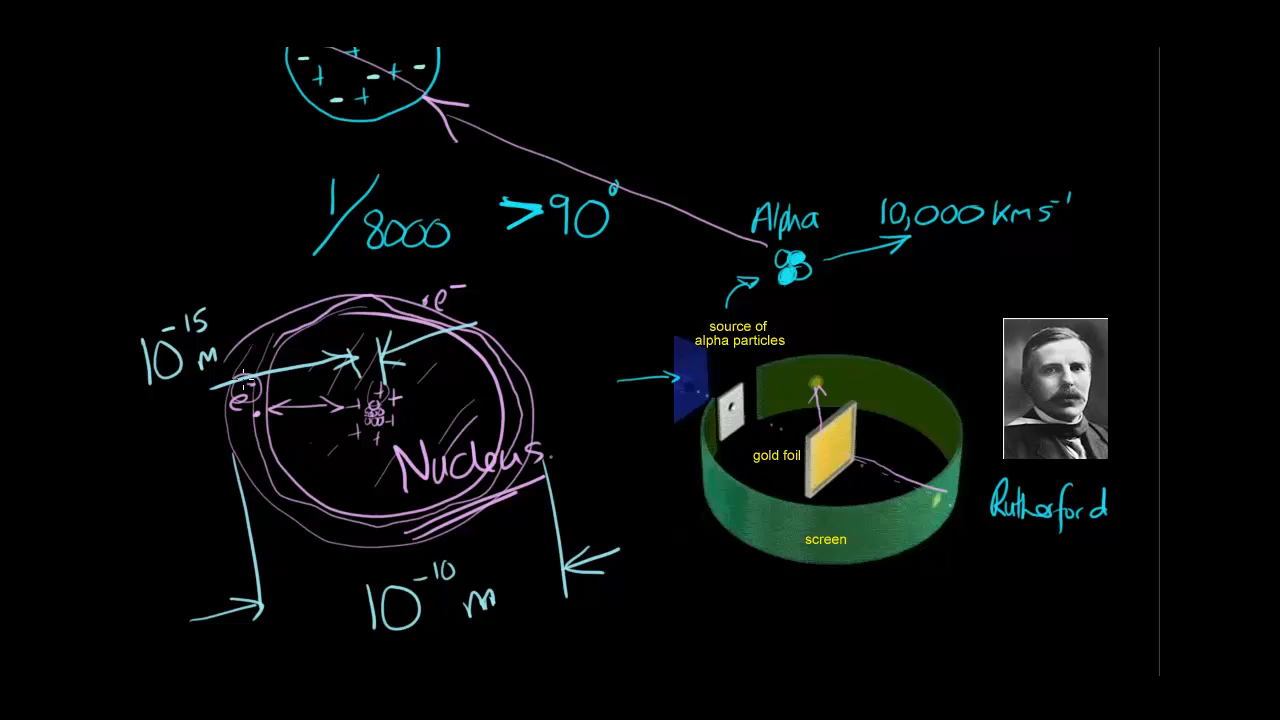 1/8000 >90°
Alpha
10,000 kms⁻¹
10⁻¹⁵ m
e⁻
e⁻
Nucleus
10⁻¹⁰ m
source of
alpha particles
gold foil
screen
Rutherford